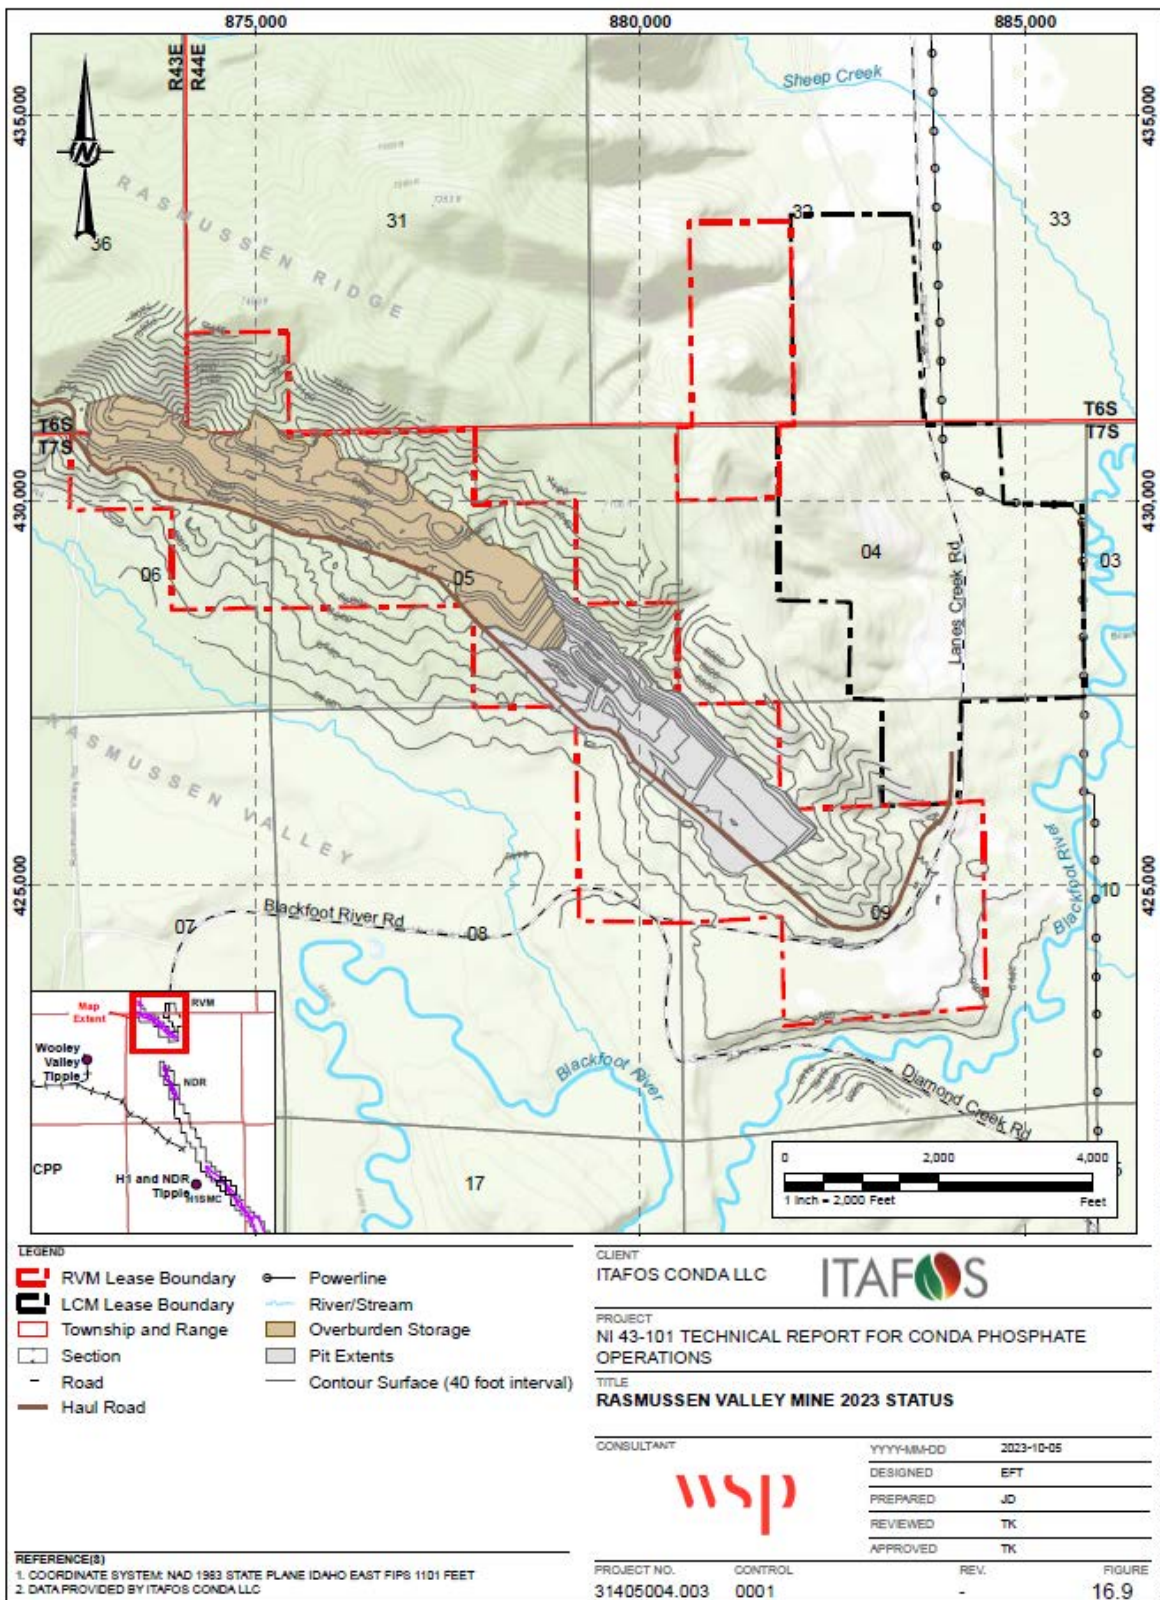 875,000
880,000
885,000
435,000
435,000
430,000
430,000
425,000
425,000
R43E
R44E
Sheep Creek
RASMUSSEN RIDGE
36
31
32
33
T6S
T7S
T6S
T7S
06
05
04
03
Lanes Creek Rd
RASMUSSEN VALLEY
Rasmussen Valley Rd
Blackfoot River Rd
07
08
09
10
Blackfoot River
Blackfoot River
Diamond Creek Rd
17
Map
Extent
RVM
Wooley
Valley
Tipple
NDR
CPP
H1 and NDR
Tipple
H1SMC
0
2,000
4,000
1 inch = 2,000 Feet
Feet
LEGEND
RVM Lease Boundary
LCM Lease Boundary
Township and Range
Section
Road
Haul Road
Powerline
River/Stream
Overburden Storage
Pit Extents
Contour Surface (40 foot interval)
REFERENCE(S)
1. COORDINATE SYSTEM: NAD 1983 STATE PLANE IDAHO EAST FIPS 1101 FEET
2. DATA PROVIDED BY ITAFOS CONDA LLC
CLIENT
ITAFOS CONDA LLC
ITAFOS
PROJECT
NI 43-101 TECHNICAL REPORT FOR CONDA PHOSPHATE
OPERATIONS
TITLE
RASMUSSEN VALLEY MINE 2023 STATUS
CONSULTANT
wsp
YYYY-MM-DD 2023-10-05
DESIGNED EFT
PREPARED JD
REVIEWED TK
APPROVED TK
PROJECT NO. CONTROL REV. FIGURE
31405004.003 0001 - 16.9